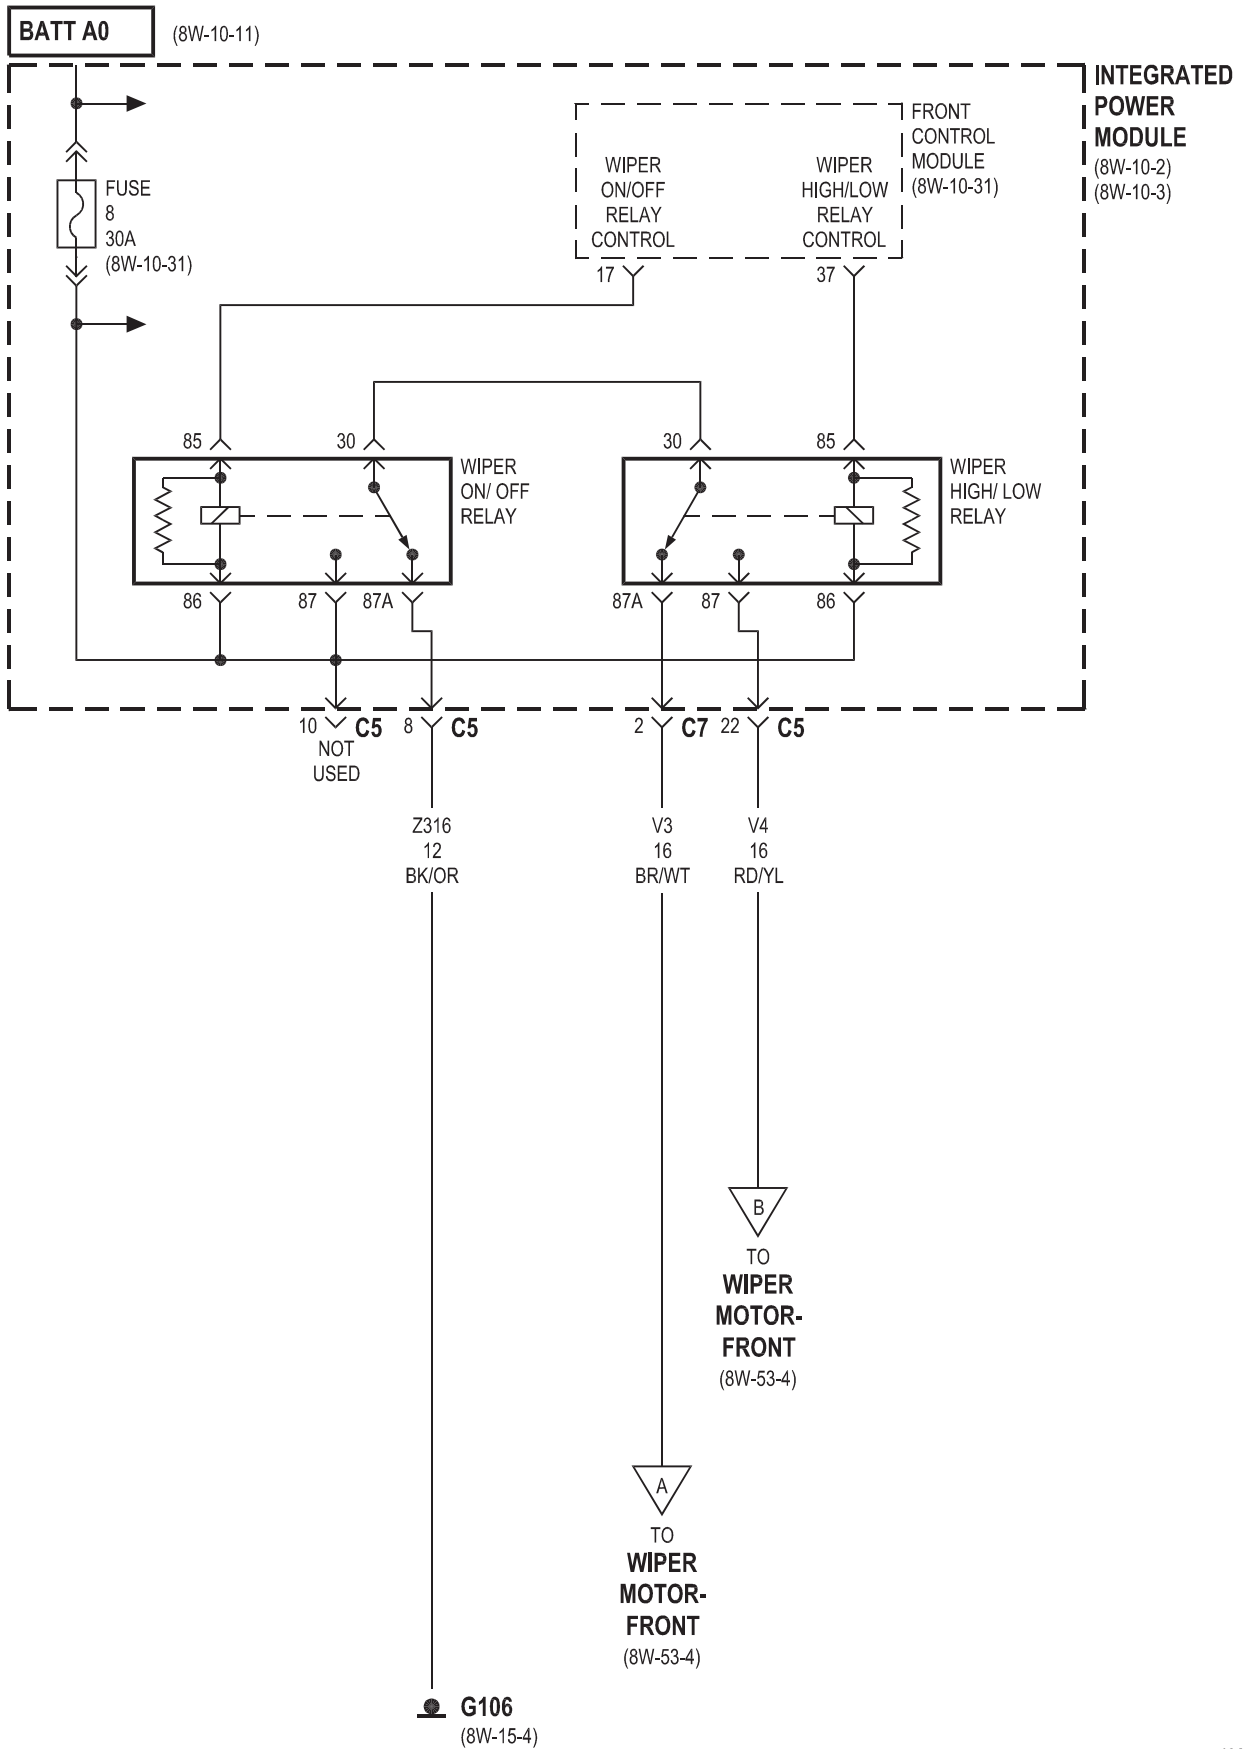 BATT A0
(8W-10-11)
INTEGRATED
POWER
MODULE
(8W-10-2)
(8W-10-3)
FRONT
CONTROL
MODULE
(8W-10-31)
WIPER
ON/OFF
RELAY
CONTROL
WIPER
HIGH/LOW
RELAY
CONTROL
FUSE
8
30A
(8W-10-31)
17
37
85
30
30
85
WIPER
ON/ OFF
RELAY
WIPER
HIGH/ LOW
RELAY
86
87
87A
87A
87
86
10
C5
8
C5
2
C7
22
C5
NOT
USED
Z316
12
BK/OR
V3
16
BR/WT
V4
16
RD/YL
B
TO
WIPER
MOTOR-
FRONT
(8W-53-4)
A
TO
WIPER
MOTOR-
FRONT
(8W-53-4)
G106
(8W-15-4)